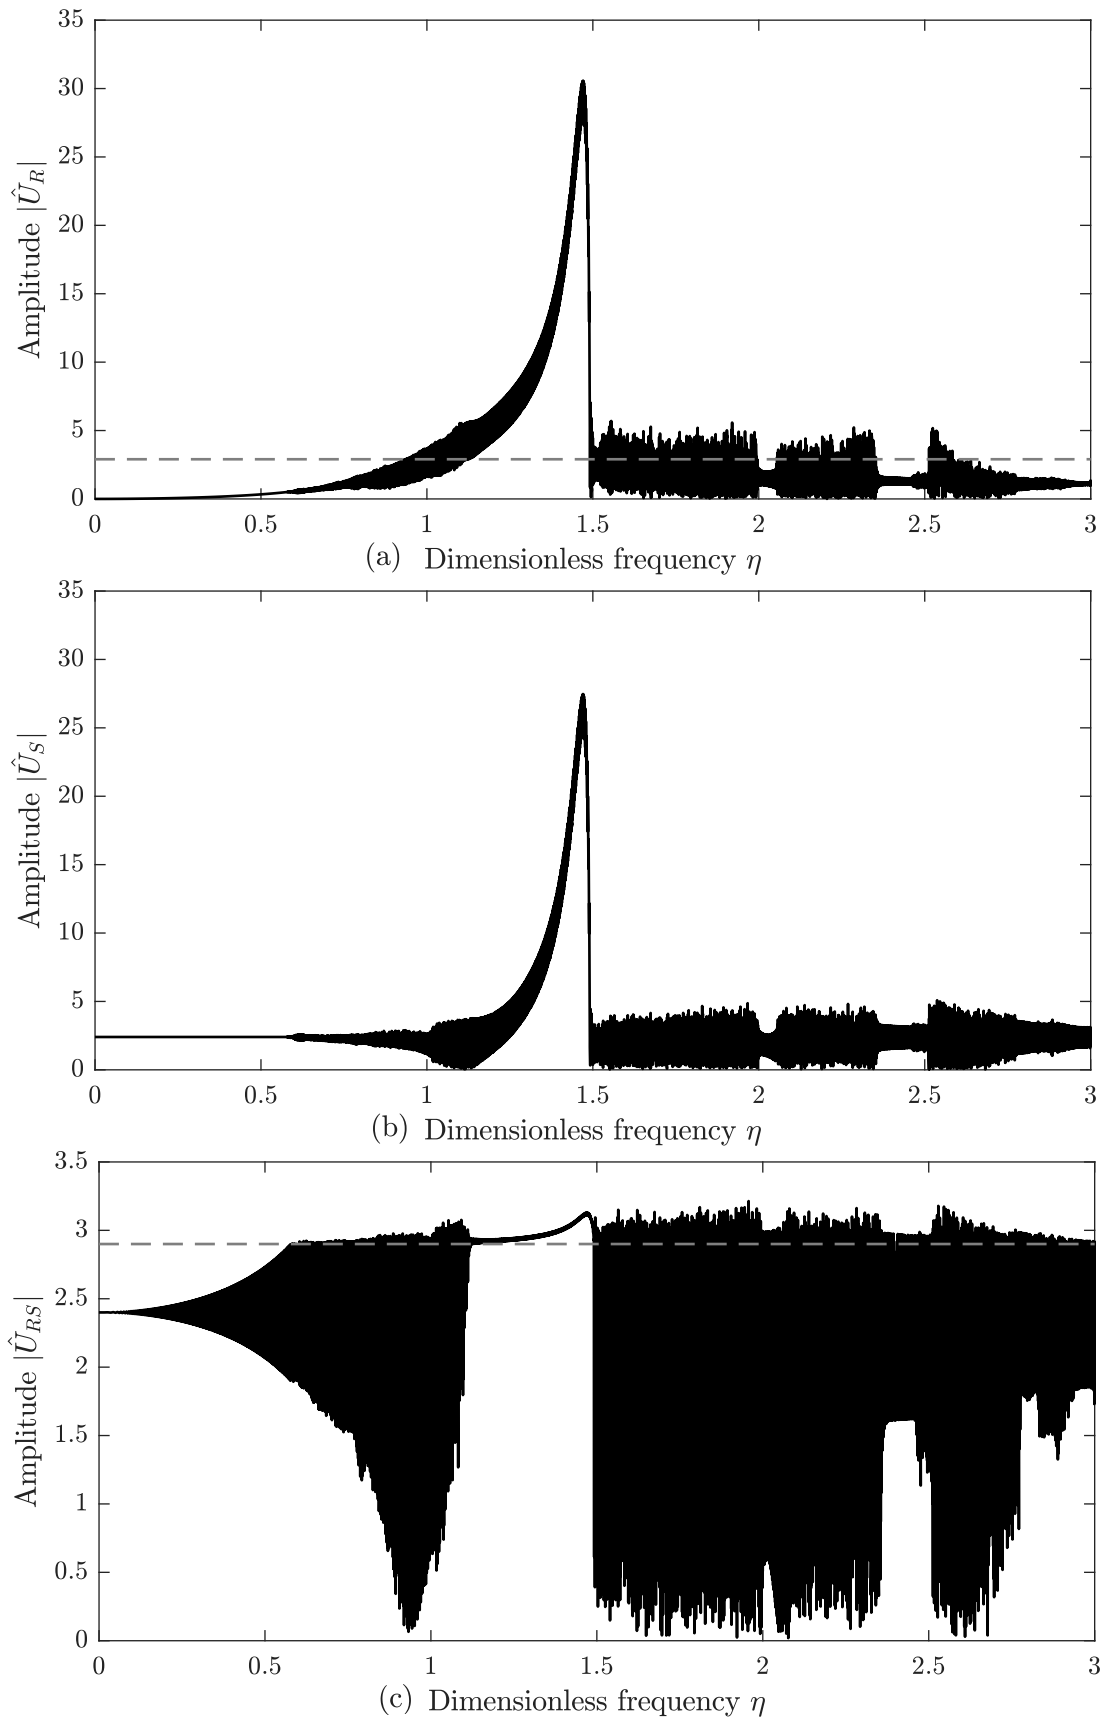 35
30
25
20
15
10
5
0
Amplitude |Û_R|
0 0.5 1 1.5 2 2.5 3
(a) Dimensionless frequency η
35
30
25
20
15
10
5
0
Amplitude |Û_S|
0 0.5 1 1.5 2 2.5 3
(b) Dimensionless frequency η
3.5
3
2.5
2
1.5
1
0.5
0
Amplitude |Û_RS|
0 0.5 1 1.5 2 2.5 3
(c) Dimensionless frequency η